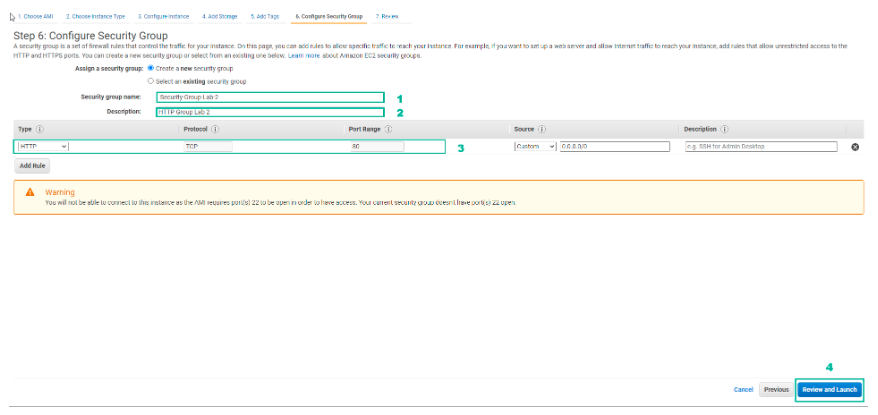 1. Choose AMI 2. Choose Instance Type 3. Configure Instance 4. Add Storage 5. Add Tags 6. Configure Security Group 7. Review
Step 6: Configure Security Group
A security group is a set of firewall rules that control the traffic for your instance. On this page, you can add rules to allow specific traffic to reach your instance. For example, if you want to set up a web server and allow Internet traffic to reach your instance, add rules that allow unrestricted access to the
HTTP and HTTPS ports. You can create a new security group or select from an existing one below. Learn more about Amazon EC2 security groups.
Assign a security group: Create a new security group
Select an existing security group
Security group name: Security Group Lab 2 1
Description: HTTP Group Lab 2 2
Type Protocol Port Range Source Description
HTTP TCP 80 3 Custom 0.0.0.0/0 e.g. SSH for Admin Desktop
Add Rule
Warning
You will not be able to connect to this instance as the AMI requires port(s) 22 to be open in order to have access. Your current security group doesn't have port(s) 22 open.
4
Cancel Previous Review and Launch